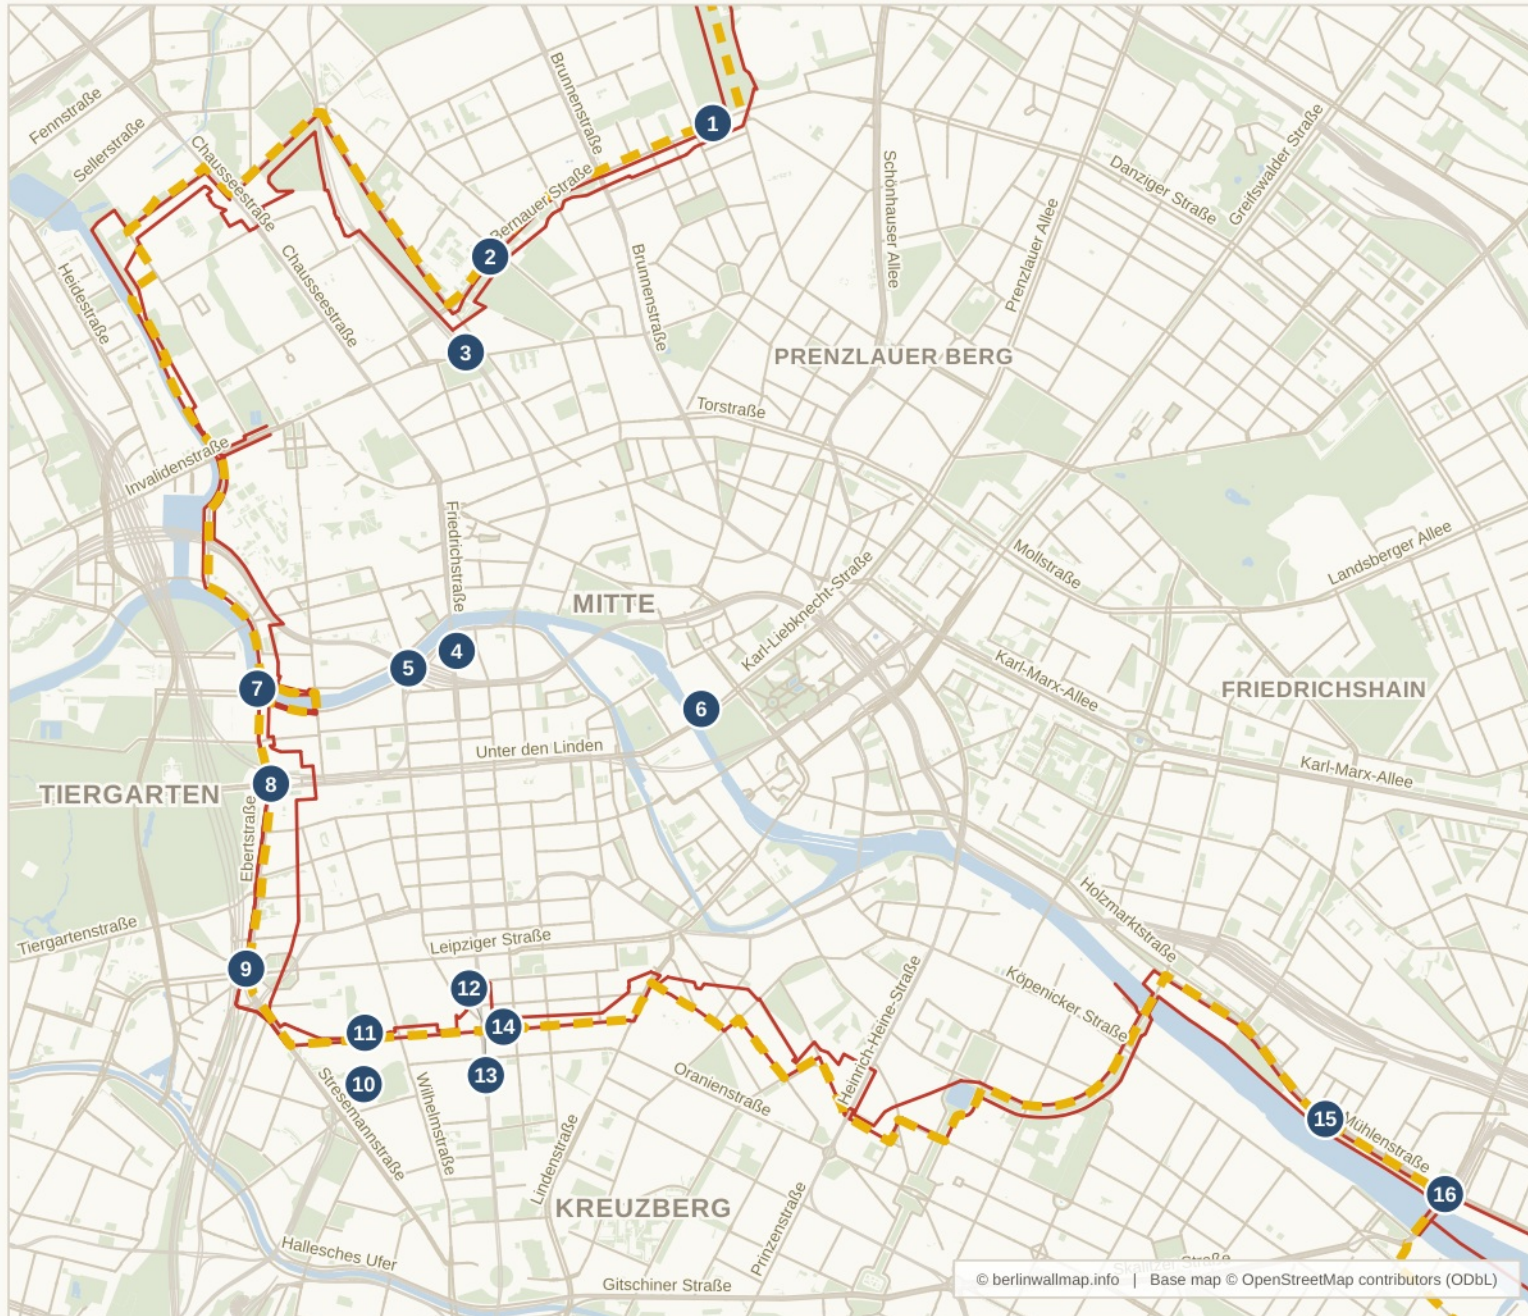 Brunnenstraße
Fennstraße
Sellerstraße
Chausseestraße
1
Schönhauser Allee
Danziger Straße
Greifswalder Straße
Bernauer Straße
2
Prenzlauer Allee
Heidestraße
Chausseestraße
Brunnenstraße
3
PRENZLAUER BERG
Torstraße
Invalidenstraße
Friedrichstraße
Mollstraße
Landsberger Allee
MITTE
Karl-Liebknecht-Straße
4
5
Karl-Marx-Allee
7
6
FRIEDRICHSHAIN
Unter den Linden
Karl-Marx-Allee
8
TIERGARTEN
Ebertstraße
Holzmarktstraße
Tiergartenstraße
Leipziger Straße
9
12
Heinrich-Heine-Straße
Köpenicker Straße
11
14
10
13
Oranienstraße
15
Mühlenstraße
Stresemannstraße
Wilhelmstraße
Lindenstraße
16
KREUZBERG
Prinzenstraße
Hallesches Ufer
Gitschiner Straße
Skalitzer Straße
© berlinwallmap.info | Base map © OpenStreetMap contributors (ODbL)